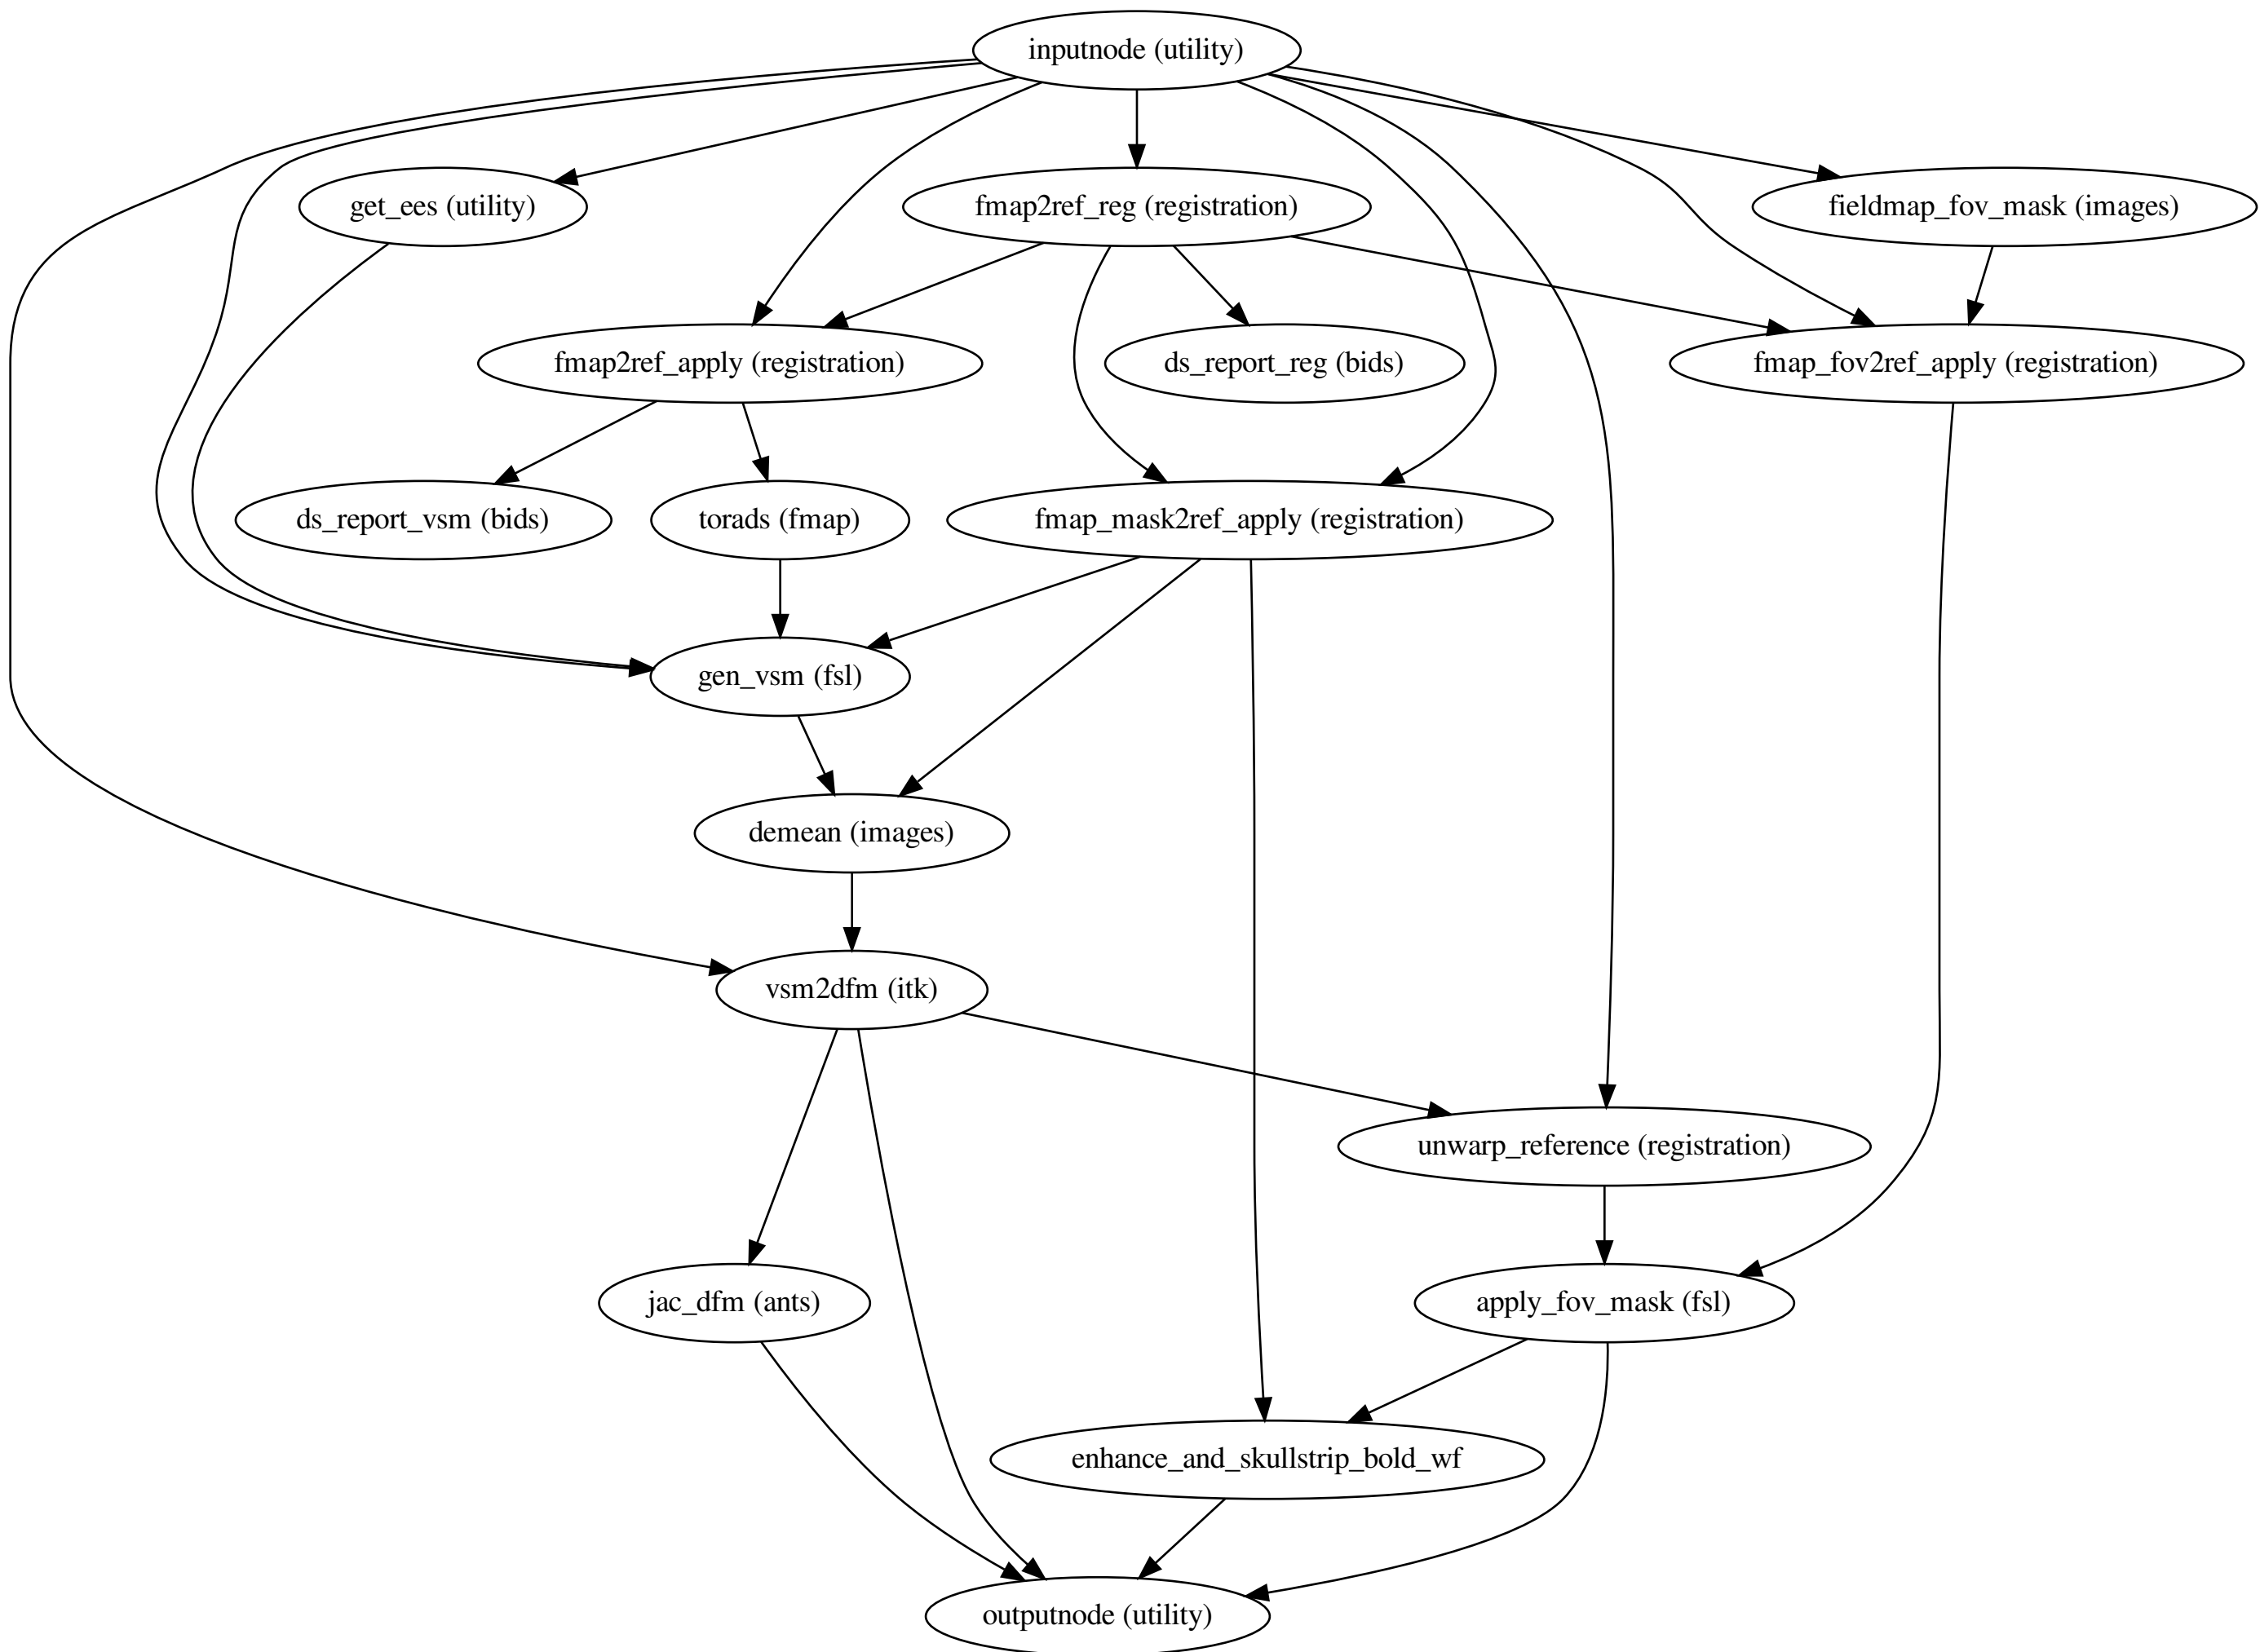 inputnode (utility)
get_ees (utility)
fmap2ref_reg (registration)
fieldmap_fov_mask (images)
fmap2ref_apply (registration)
ds_report_reg (bids)
fmap_fov2ref_apply (registration)
ds_report_vsm (bids)
torads (fmap)
fmap_mask2ref_apply (registration)
gen_vsm (fsl)
demean (images)
vsm2dfm (itk)
unwarp_reference (registration)
jac_dfm (ants)
apply_fov_mask (fsl)
enhance_and_skullstrip_bold_wf
outputnode (utility)